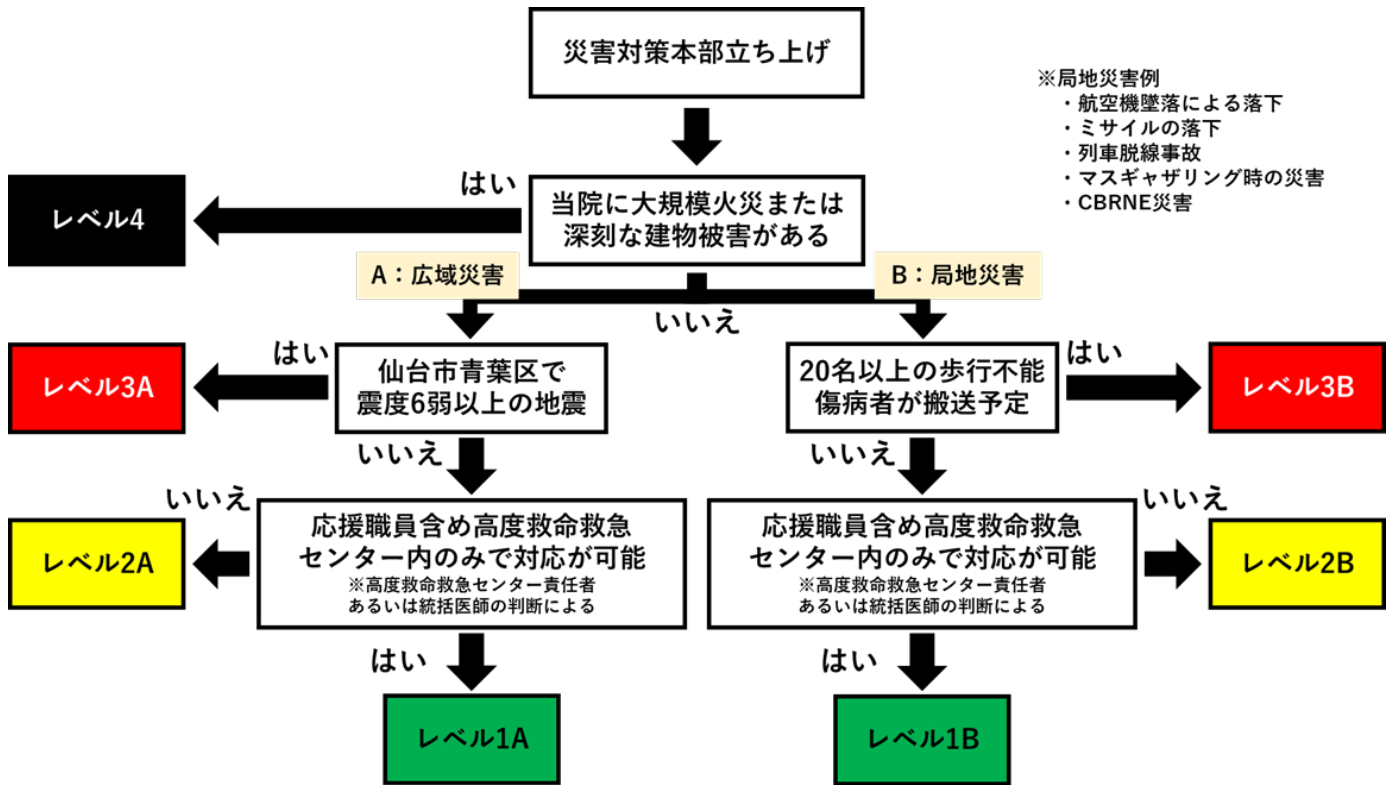 災害対策本部立ち上げ
※局地災害例
・航空機墜落による落下
・ミサイルの落下
・列車脱線事故
・マスギャザリング時の災害
・CBRNE災害
はい
レベル4
当院に大規模火災または
深刻な建物被害がある
A：広域災害
B：局地災害
いいえ
はい
レベル3A
仙台市青葉区で
震度6弱以上の地震
20名以上の歩行不能
傷病者が搬送予定
はい
レベル3B
いいえ
いいえ
いいえ
レベル2A
応援職員含め高度救命救急
センター内のみで対応が可能
※高度救命救急センター責任者
あるいは統括医師の判断による
応援職員含め高度救命救急
センター内のみで対応が可能
※高度救命救急センター責任者
あるいは統括医師の判断による
いいえ
レベル2B
はい
はい
レベル1A
レベル1B